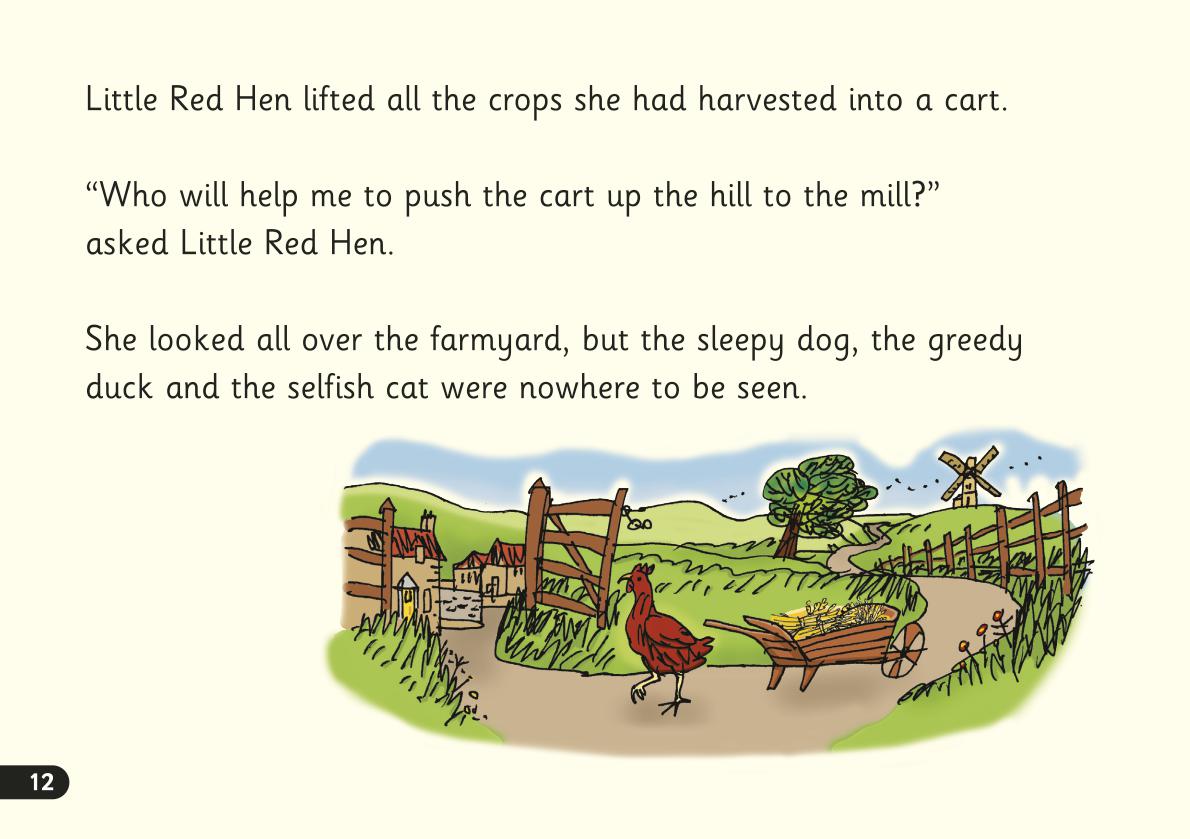 Little Red Hen lifted all the crops she had harvested into a cart.
“Who will help me to push the cart up the hill to the mill?”
asked Little Red Hen.
She looked all over the farmyard, but the sleepy dog, the greedy
duck and the selfish cat were nowhere to be seen.
12